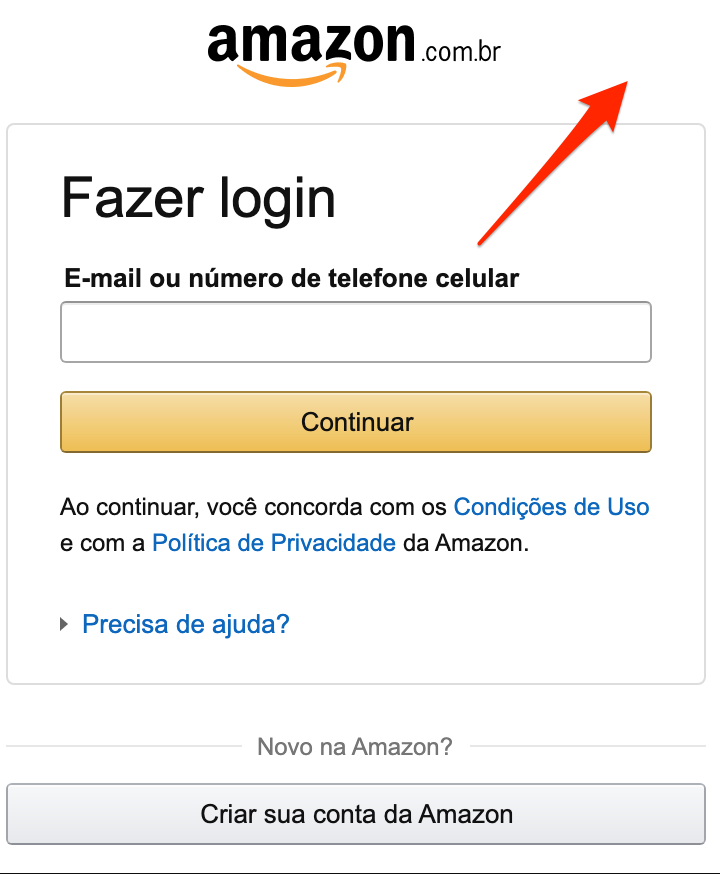 amazon.com.br
Fazer login
E-mail ou número de telefone celular
Continuar
Ao continuar, você concorda com os Condições de Uso
e com a Política de Privacidade da Amazon.
Precisa de ajuda?
Novo na Amazon?
Criar sua conta da Amazon